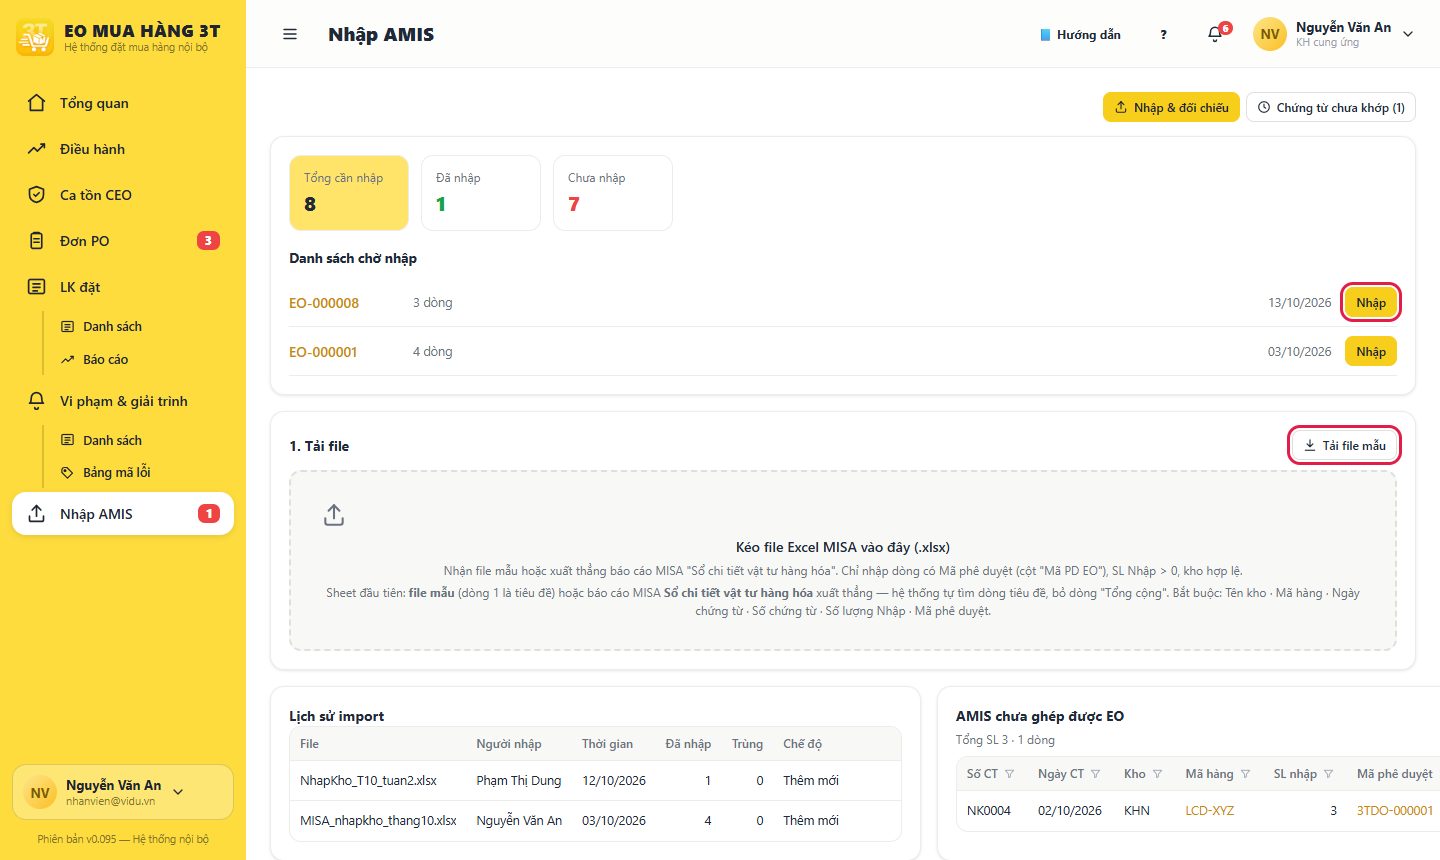 3T
EO MUA HÀNG 3T
Hệ thống đặt mua hàng nội bộ
Tổng quan
Điều hành
Ca tồn CEO
Đơn PO 3
LK đặt
Danh sách
Báo cáo
Vi phạm & giải trình
Danh sách
Bảng mã lỗi
Nhập AMIS 1
NV
Nguyễn Văn An
nhanvien@vidu.vn
Phiên bản v0.095 — Hệ thống nội bộ
Nhập AMIS
Hướng dẫn
?
6
NV
Nguyễn Văn An
KH cung ứng
Nhập & đối chiếu
Chứng từ chưa khớp (1)
Tổng cần nhập
8
Đã nhập
1
Chưa nhập
7
Danh sách chờ nhập
EO-000008 3 dòng 13/10/2026 Nhập
EO-000001 4 dòng 03/10/2026 Nhập
1. Tải file
Tải file mẫu
Kéo file Excel MISA vào đây (.xlsx)
Nhận file mẫu hoặc xuất thẳng báo cáo MISA "Sổ chi tiết vật tư hàng hóa". Chỉ nhập dòng có Mã phê duyệt (cột "Mã PD EO"), SL Nhập > 0, kho hợp lệ.
Sheet đầu tiên: file mẫu (dòng 1 là tiêu đề) hoặc báo cáo MISA Sổ chi tiết vật tư hàng hóa xuất thẳng — hệ thống tự tìm dòng tiêu đề, bỏ dòng "Tổng cộng". Bắt buộc: Tên kho · Mã hàng · Ngày
chứng từ · Số chứng từ · Số lượng Nhập · Mã phê duyệt.
Lịch sử import
File Người nhập Thời gian Đã nhập Trùng Chế độ
NhapKho_T10_tuan2.xlsx Phạm Thị Dung 12/10/2026 1 0 Thêm mới
MISA_nhapkho_thang10.xlsx Nguyễn Văn An 03/10/2026 4 0 Thêm mới
AMIS chưa ghép được EO
Tổng SL 3 · 1 dòng
Số CT Ngày CT Kho Mã hàng SL nhập Mã phê duyệt
NK0004 02/10/2026 KHN LCD-XYZ 3 3TDO-000001